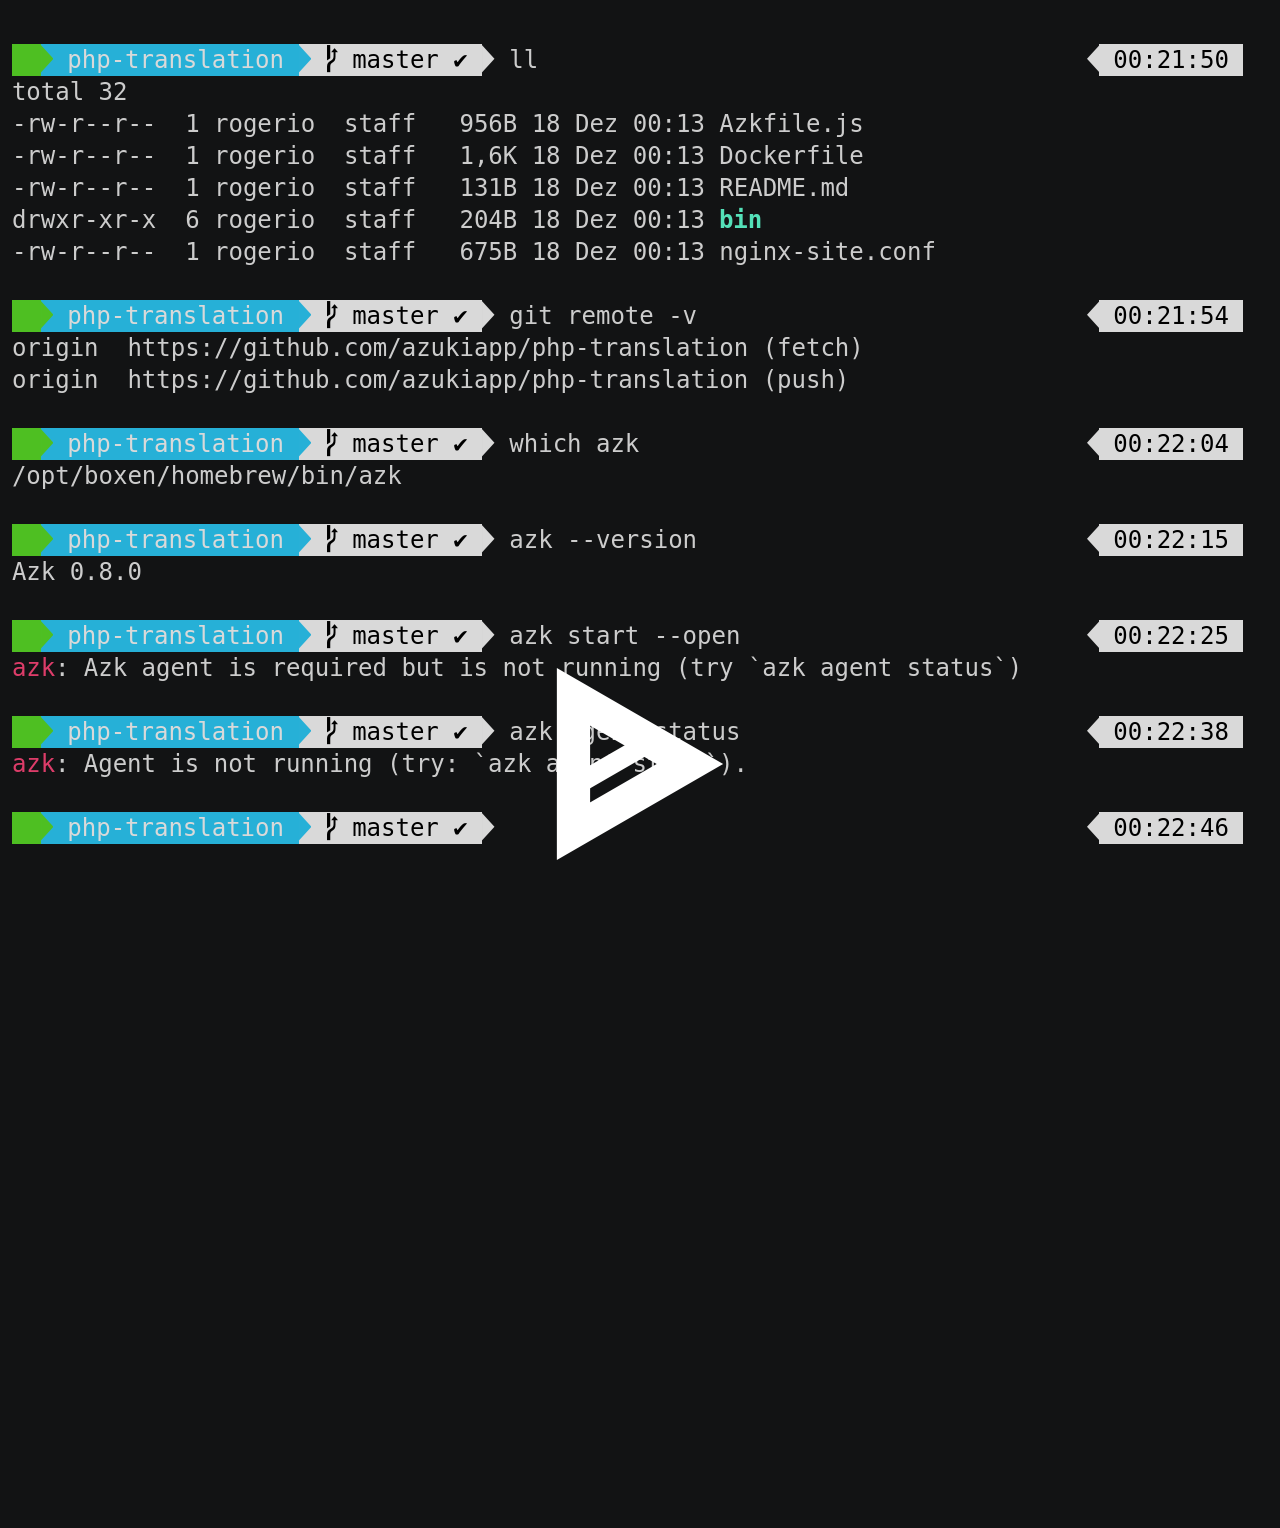 php-translation master ✔ ll 00:21:50
total 32
-rw-r--r--  1 rogerio  staff   956B 18 Dez 00:13 Azkfile.js
-rw-r--r--  1 rogerio  staff   1,6K 18 Dez 00:13 Dockerfile
-rw-r--r--  1 rogerio  staff   131B 18 Dez 00:13 README.md
drwxr-xr-x  6 rogerio  staff   204B 18 Dez 00:13 bin
-rw-r--r--  1 rogerio  staff   675B 18 Dez 00:13 nginx-site.conf
php-translation master ✔ git remote -v 00:21:54
origin  https://github.com/azukiapp/php-translation (fetch)
origin  https://github.com/azukiapp/php-translation (push)
php-translation master ✔ which azk 00:22:04
/opt/boxen/homebrew/bin/azk
php-translation master ✔ azk --version 00:22:15
Azk 0.8.0
php-translation master ✔ azk start --open 00:22:25
azk: Azk agent is required but is not running (try `azk agent status`)
php-translation master ✔ azk status 00:22:38
azk: Agent is not running (try: `azk
php-translation master ✔ 00:22:46